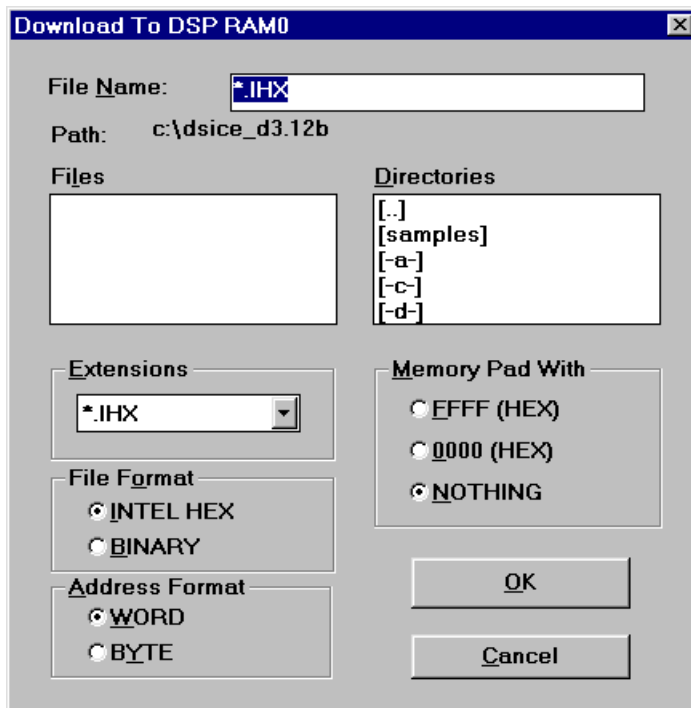 Download To DSP RAM0
File Name:
*.IHX
Path:
c:\dsice_d3.12b
Files
Directories
[..]
[samples]
[-a-]
[-c-]
[-d-]
Extensions
*.IHX
Memory Pad With
FFFF (HEX)
0000 (HEX)
NOTHING
File Format
INTEL HEX
BINARY
Address Format
WORD
BYTE
OK
Cancel